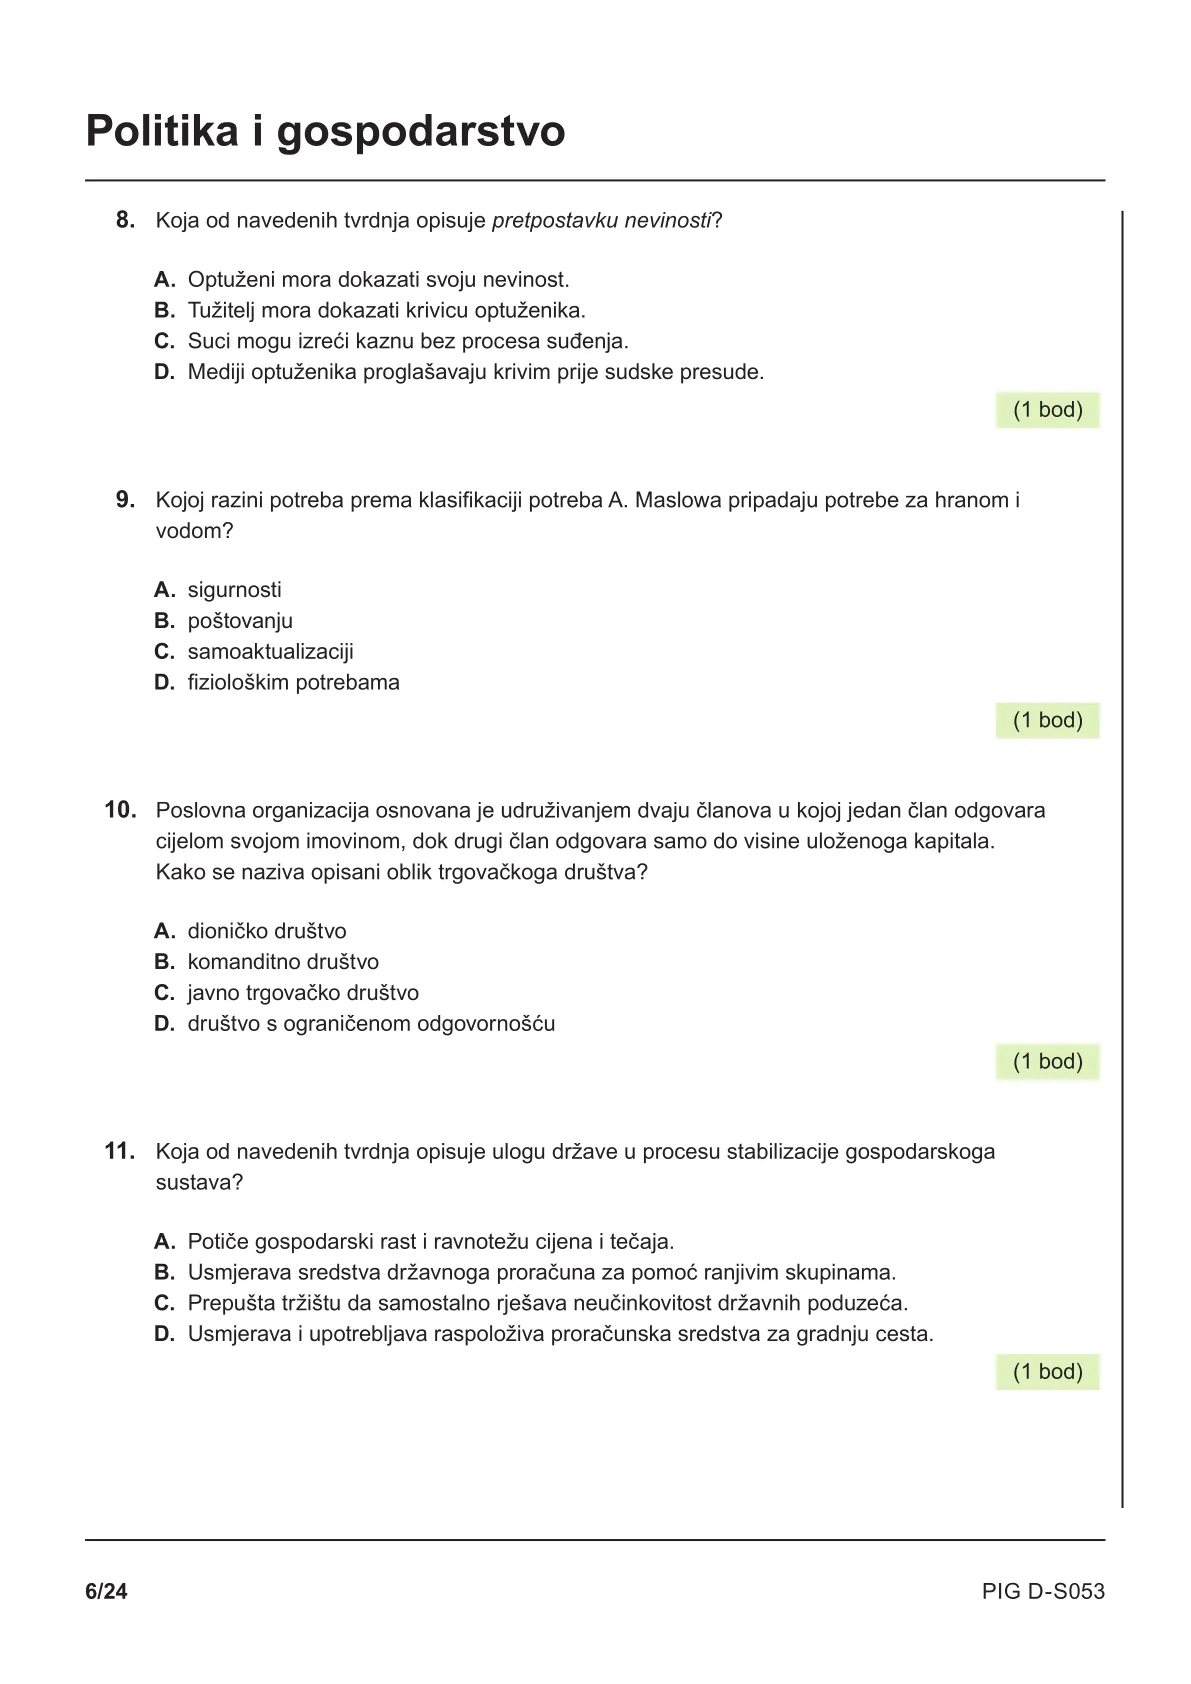 Politika i gospodarstvo
8. Koja od navedenih tvrdnja opisuje pretpostavku nevinosti?
A. Optuženi mora dokazati svoju nevinost.
B. Tužitelj mora dokazati krivicu optuženika.
C. Suci mogu izreći kaznu bez procesa suđenja.
D. Mediji optuženika proglašavaju krivim prije sudske presude.
(1 bod)
9. Kojoj razini potreba prema klasifikaciji potreba A. Maslowa pripadaju potrebe za hranom i
vodom?
A. sigurnosti
B. poštovanju
C. samoaktualizaciji
D. fiziološkim potrebama
(1 bod)
10. Poslovna organizacija osnovana je udruživanjem dvaju članova u kojoj jedan član odgovara
cijelom svojom imovinom, dok drugi član odgovara samo do visine uloženoga kapitala.
Kako se naziva opisani oblik trgovačkoga društva?
A. dioničko društvo
B. komanditno društvo
C. javno trgovačko društvo
D. društvo s ograničenom odgovornošću
(1 bod)
11. Koja od navedenih tvrdnja opisuje ulogu države u procesu stabilizacije gospodarskoga
sustava?
A. Potiče gospodarski rast i ravnotežu cijena i tečaja.
B. Usmjerava sredstva državnoga proračuna za pomoć ranjivim skupinama.
C. Prepušta tržištu da samostalno rješava neučinkovitost državnih poduzeća.
D. Usmjerava i upotrebljava raspoloživa proračunska sredstva za gradnju cesta.
(1 bod)
6/24
PIG D-S053